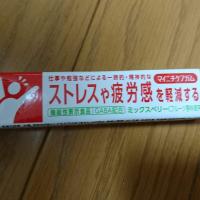 仕事や勉強などによる一時的・精神的な
マイニチケアガム
ストレスや疲労感を軽減する
機能性表示食品 GABA配合 ミックスベリー